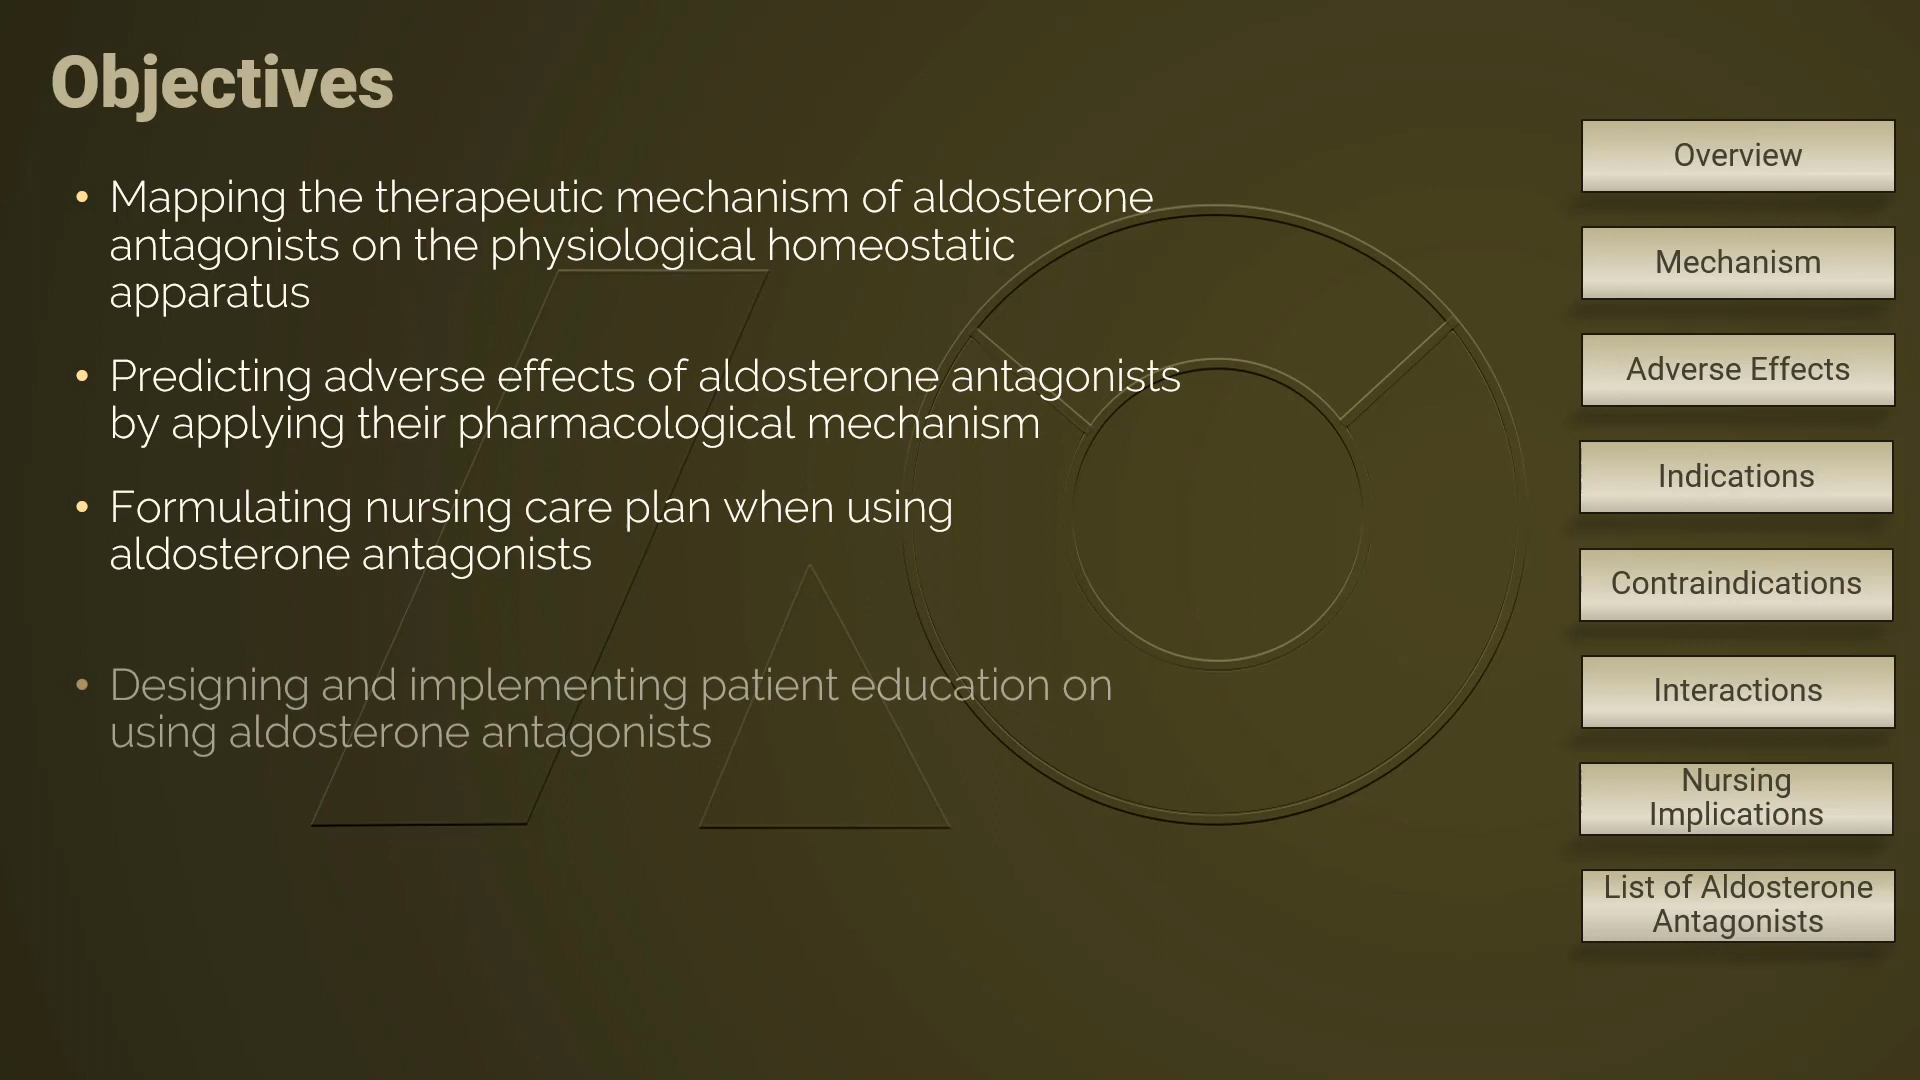 Objectives
• Mapping the therapeutic mechanism of aldosterone
antagonists on the physiological homeostatic
apparatus
• Predicting adverse effects of aldosterone antagonists
by applying their pharmacological mechanism
• Formulating nursing care plan when using
aldosterone antagonists
• Designing and implementing patient education on
using aldosterone antagonists
Overview
Mechanism
Adverse Effects
Indications
Contraindications
Interactions
Nursing
Implications
List of Aldosterone
Antagonists